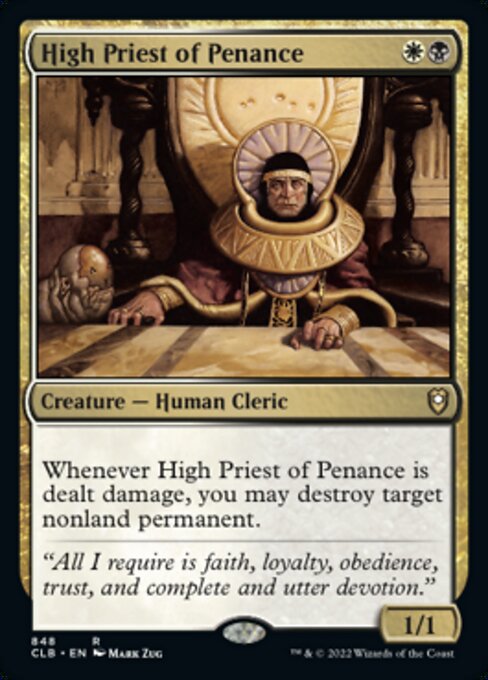 High Priest of Penance
Creature — Human Cleric
Whenever High Priest of Penance is
dealt damage, you may destroy target
nonland permanent.
“All I require is faith, loyalty, obedience,
trust, and complete and utter devotion.”
1/1
848 R
CLB • EN Mark Zug
™ & © 2022 Wizards of the Coast